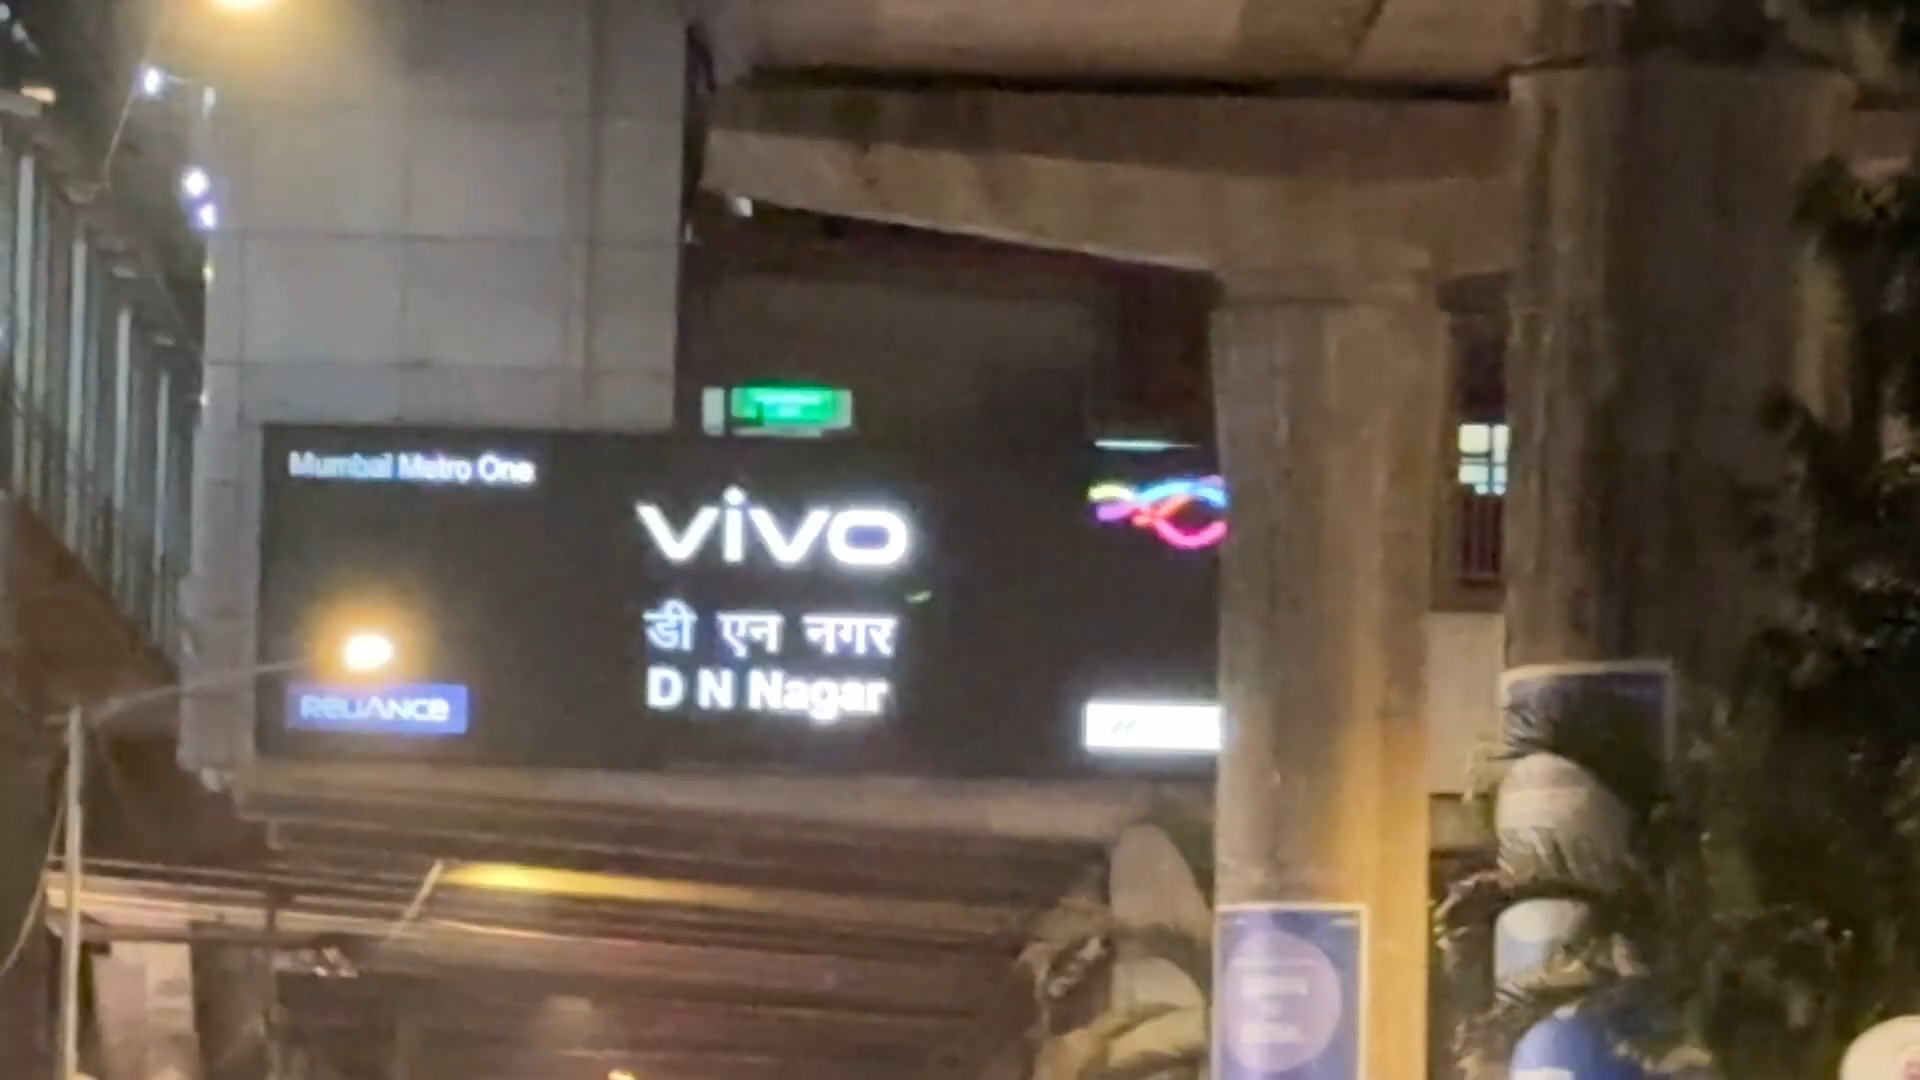 Mumbai Metro One
vivo
डी एन नगर
D N Nagar
RELIANCE